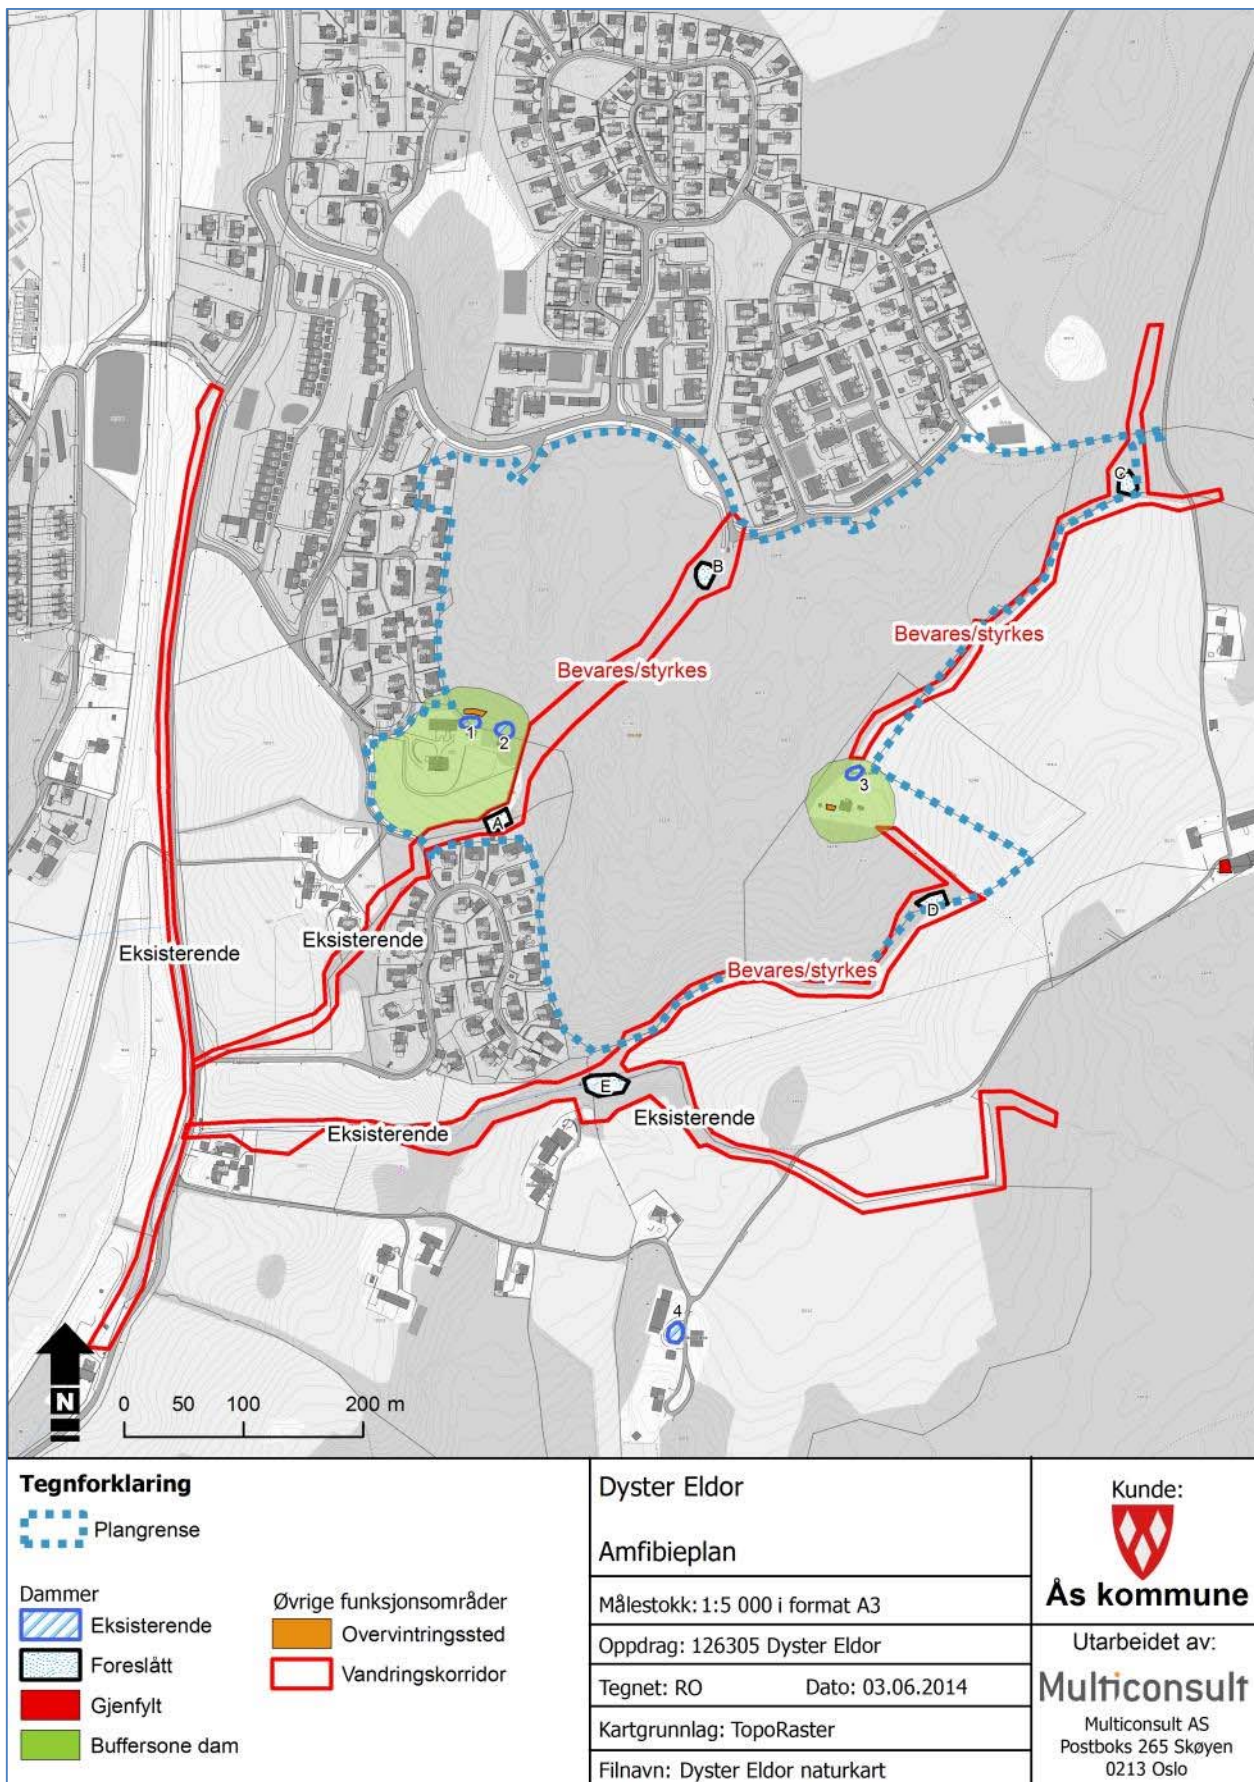 C
B
Bevares/styrkes
Bevares/styrkes
1
2
3
A
D
Eksisterende
Eksisterende
Bevares/styrkes
E
Eksisterende
Eksisterende
4
N
0 50 100 200 m
Tegnforklaring
Plangrense
Dammer
Eksisterende
Foreslått
Gjenfylt
Buffersone dam
Øvrige funksjonsområder
Overvintringssted
Vandringskorridor
Dyster Eldor
Amfibieplan
Målestokk: 1:5 000 i format A3
Oppdrag: 126305 Dyster Eldor
Tegnet: RO Dato: 03.06.2014
Kartgrunnlag: TopoRaster
Filnavn: Dyster Eldor naturkart
Kunde:
Ås kommune
Utarbeidet av:
Multiconsult
Multiconsult AS
Postboks 265 Skøyen
0213 Oslo